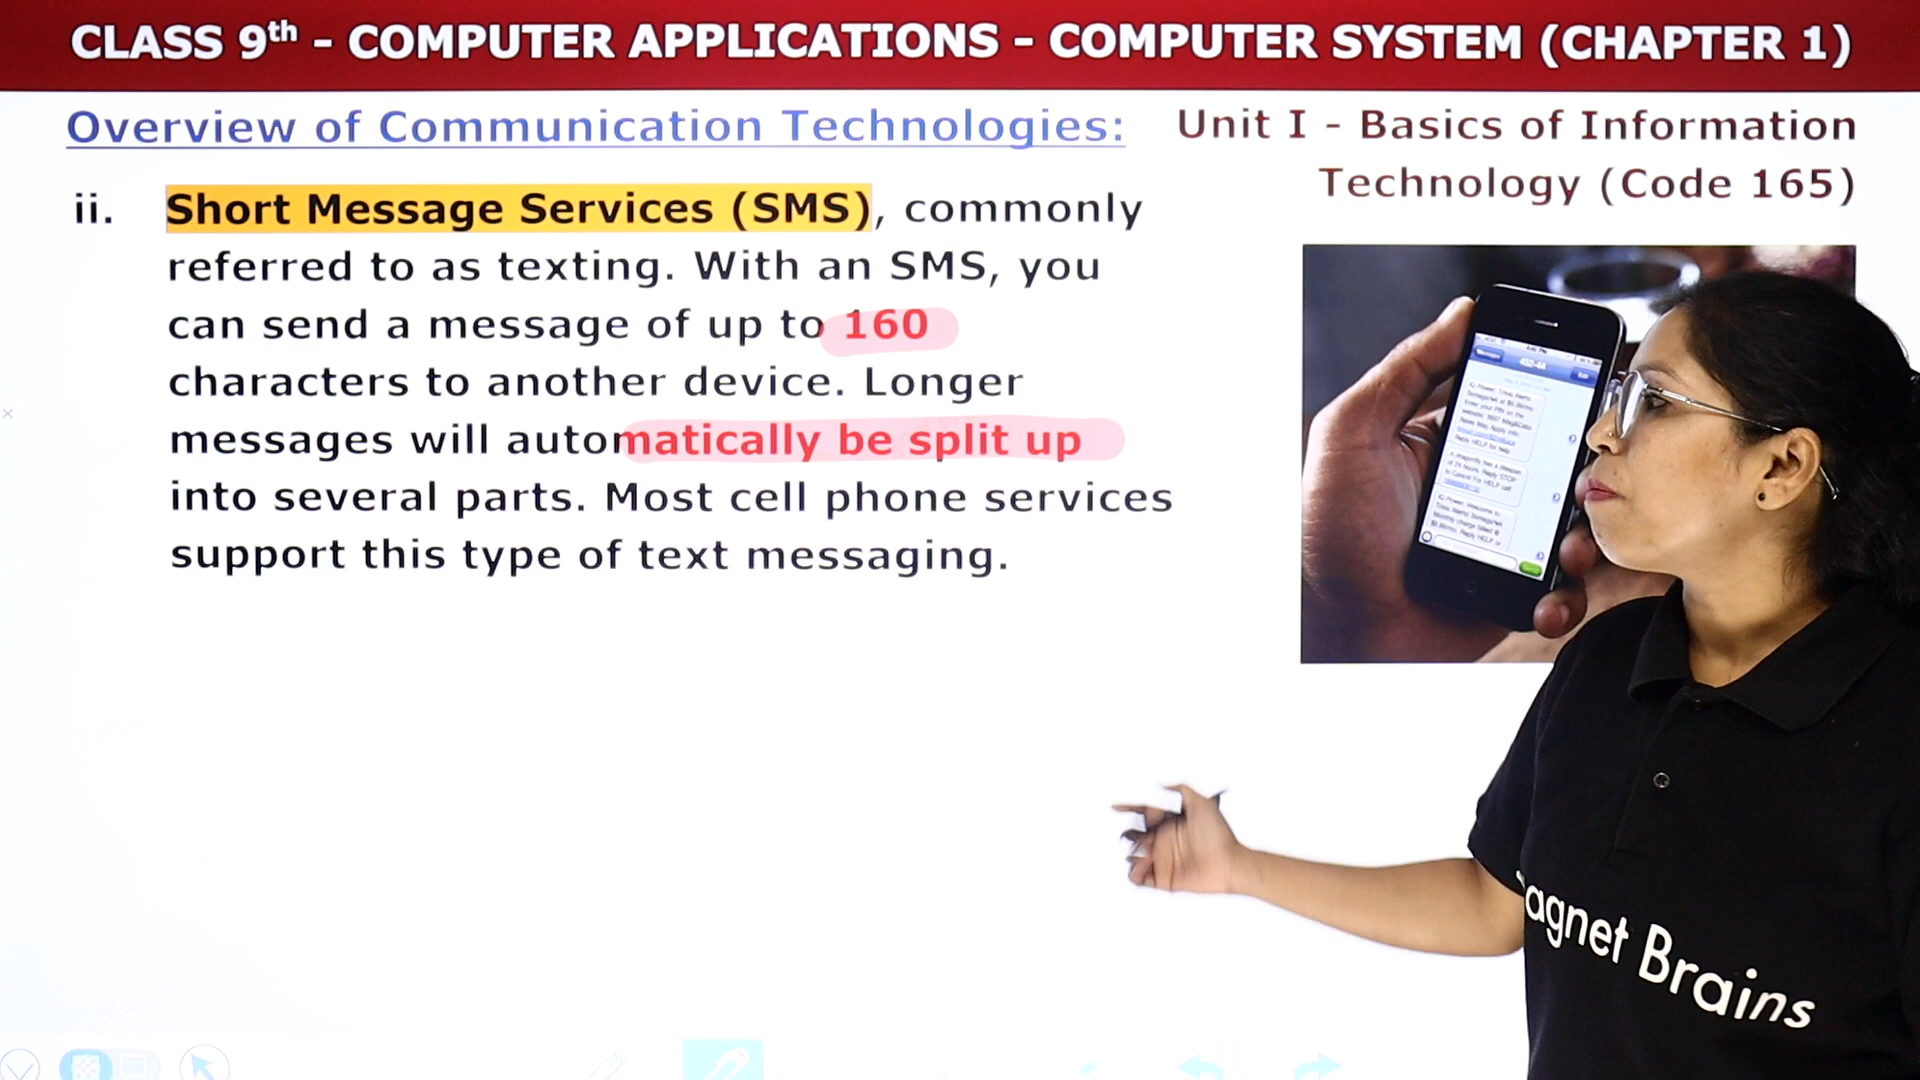 CLASS 9th - COMPUTER APPLICATIONS - COMPUTER SYSTEM (CHAPTER 1)
Overview of Communication Technologies:
Unit I - Basics of Information
Technology (Code 165)
ii. Short Message Services (SMS), commonly
referred to as texting. With an SMS, you
can send a message of up to 160
characters to another device. Longer
messages will automatically be split up
into several parts. Most cell phone services
support this type of text messaging.
agnet Brains